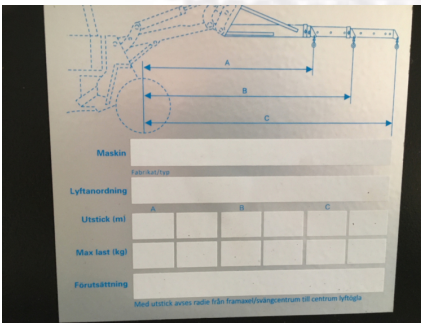 A
B
C
Maskin
Fabrikat/typ
Lyftanordning
A B C
Utstick (m)
Max last (kg)
Förutsättning
Med utstick avses radie från framaxel/svängcentrum till centrum lyftögla